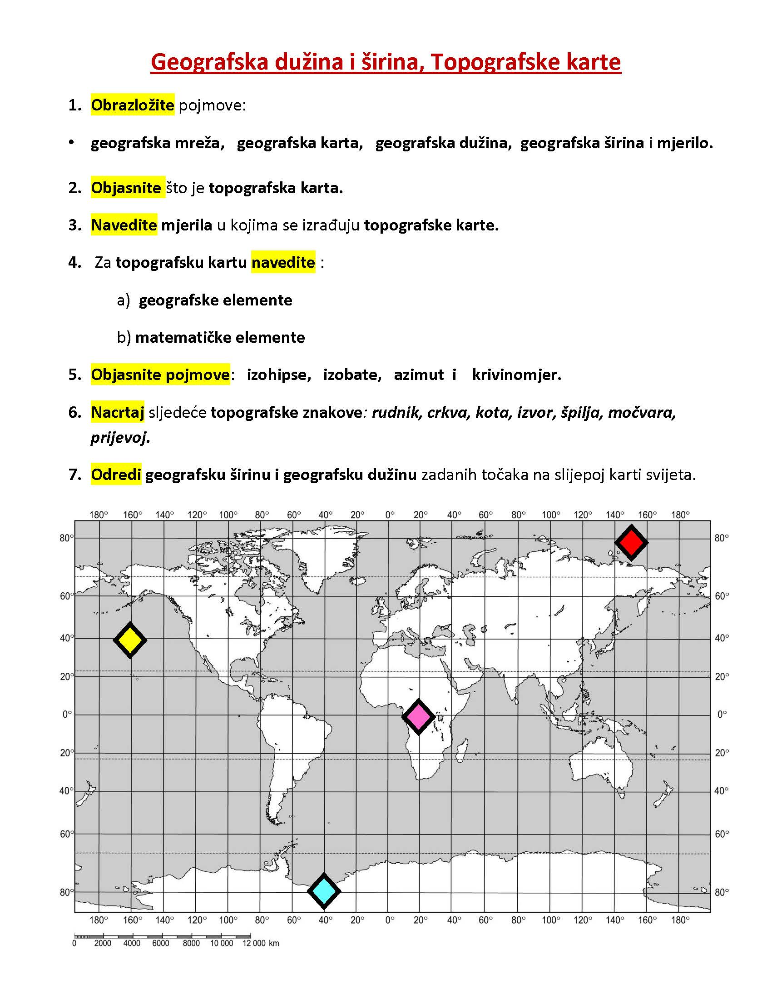 Geografska dužina i širina, Topografske karte
1. Obrazložite pojmove:
• geografska mreža, geografska karta, geografska dužina, geografska širina i mjerilo.
2. Objasnite što je topografska karta.
3. Navedite mjerila u kojima se izrađuju topografske karte.
4. Za topografsku kartu navedite :
a) geografske elemente
b) matematičke elemente
5. Objasnite pojmove: izohipse, izobate, azimut i krivinomjer.
6. Nacrtaj sljedeće topografske znakove: rudnik, crkva, kota, izvor, špilja, močvara,
prijevoj.
7. Odredi geografsku širinu i geografsku dužinu zadanih točaka na slijepoj karti svijeta.
180° 160° 140° 120° 100° 80° 60° 40° 20° 0° 20° 40° 60° 80° 100° 120° 140° 160° 180°
80° 80°
60° 60°
40° 40°
20° 20°
0° 0°
20° 20°
40° 40°
60° 60°
80° 80°
180° 160° 140° 120° 100° 80° 60° 40° 20° 0° 20° 40° 60° 80° 100° 120° 140° 160° 180°
0 2000 4000 6000 8000 10 000 12 000 km